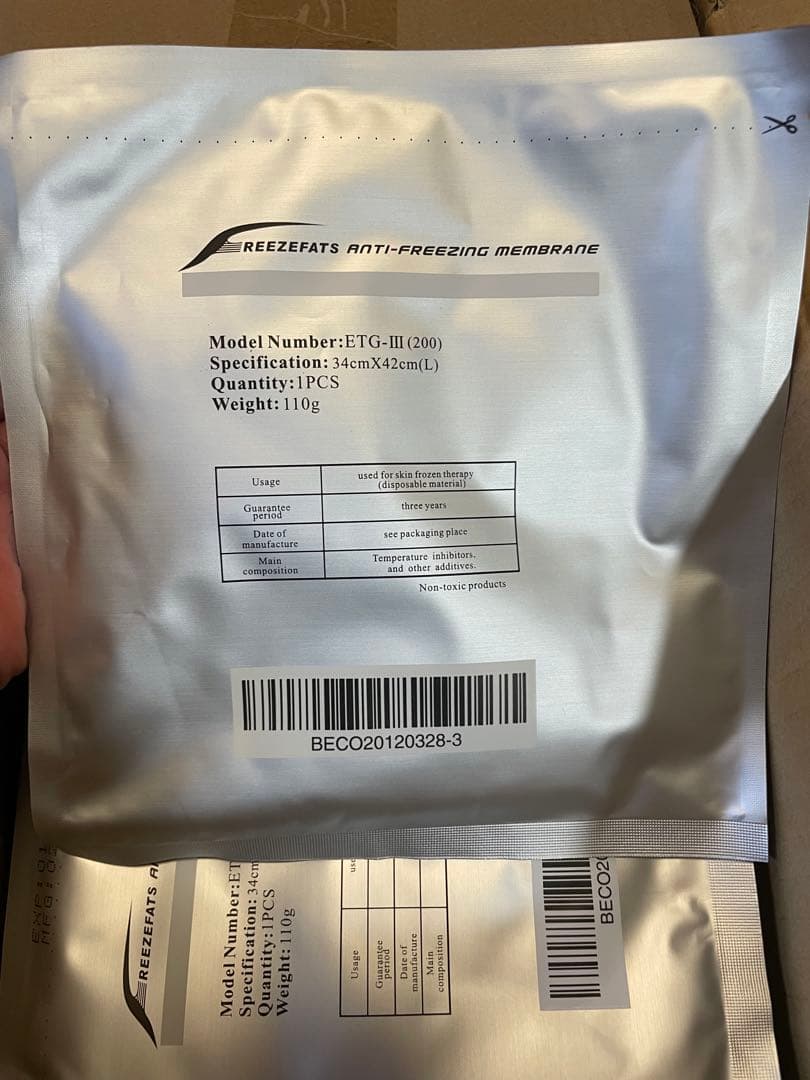 FREEZEFATS ANTI-FREEZING MEMBRANE
Model Number:ETG-III(200)
Specification: 34cmX42cm(L)
Quantity:1PCS
Weight: 110g
Usage
used for skin frozen therapy
(disposable material)
Guarantee
period
three years
Date of
manufacture
see packaging place
Main
composition
Temperature inhibitors.
and other additives.
Non-toxic products
BECO20120328-3
REEZEFATS
Model Number:ET
Specification: 34cm
Quantity:1PCS
Weight: 110g
Usage
Guarantee
period
Date of
manufacture
Main
composition
BECO20